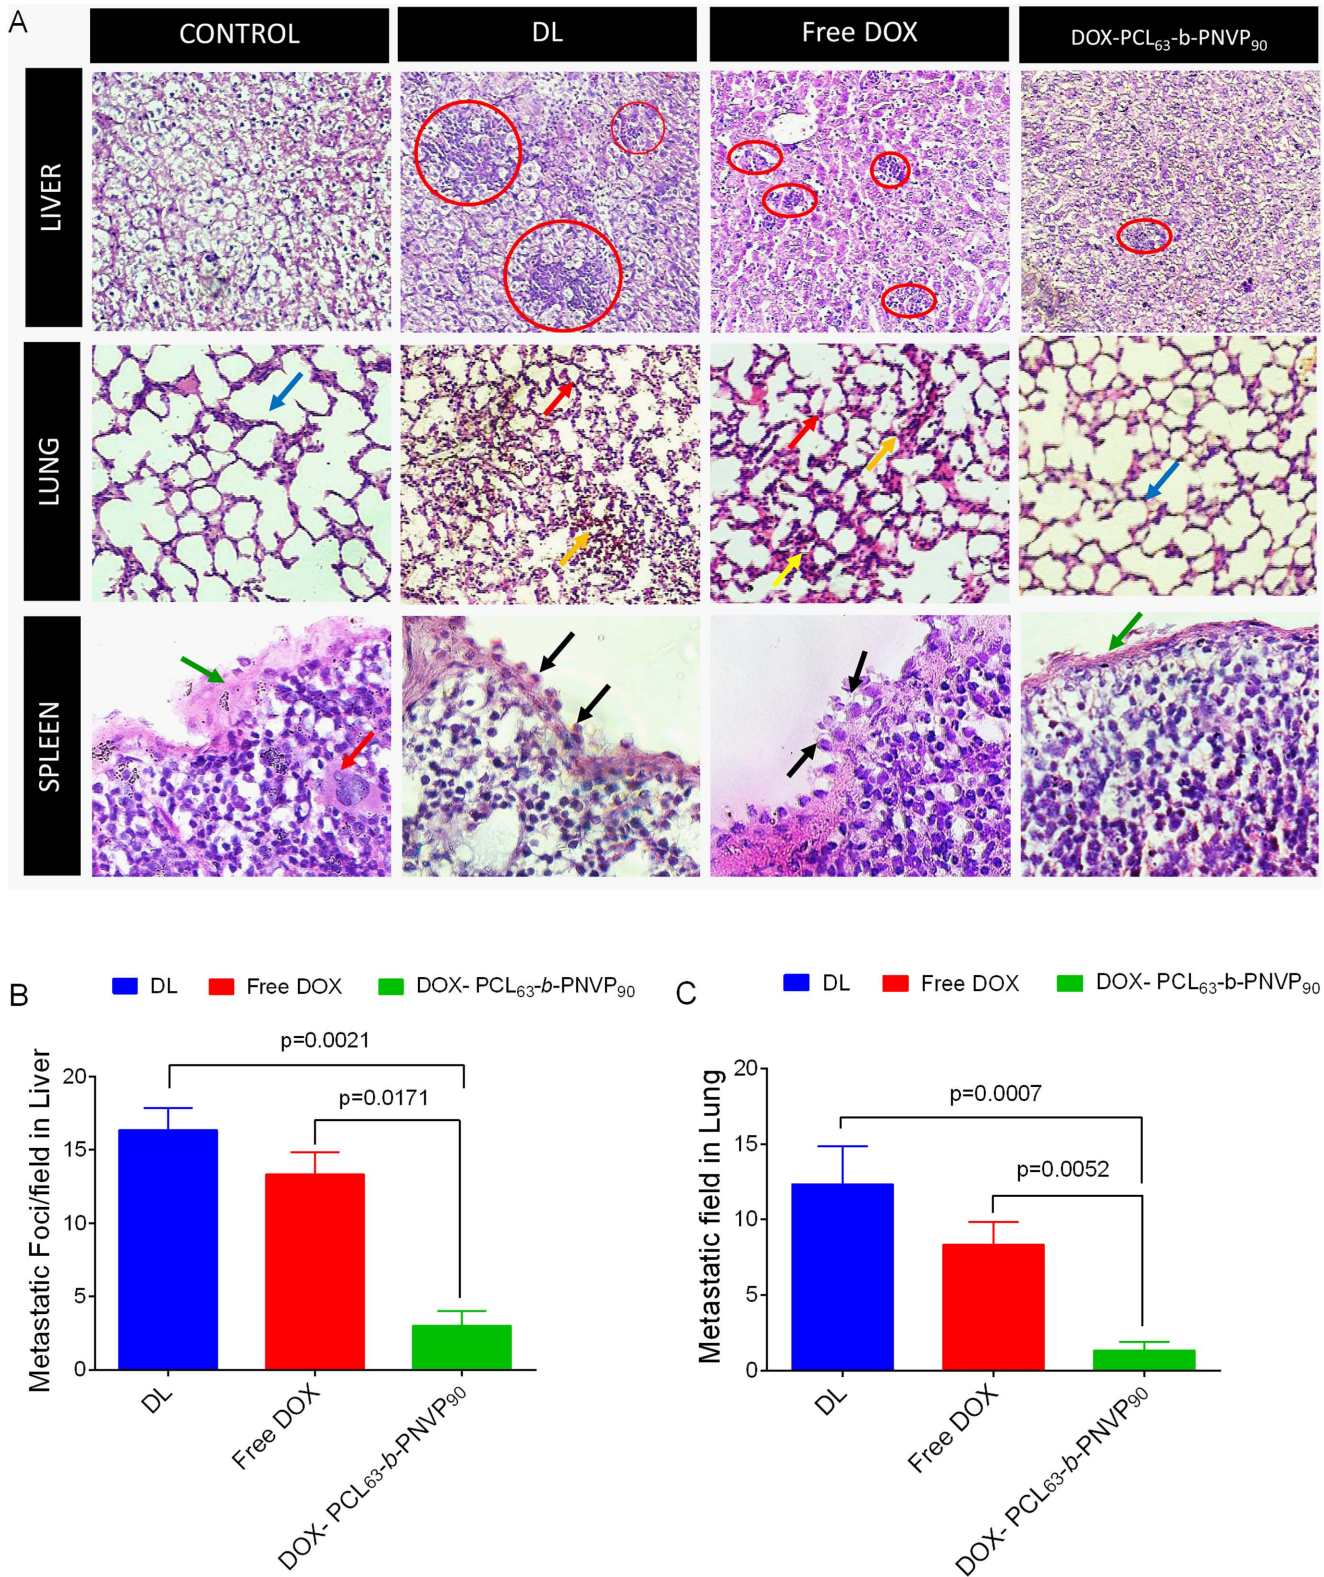 A
CONTROL
DL
Free DOX
DOX-PCL63-b-PNVP90
LIVER
LUNG
SPLEEN
B
DL
Free DOX
DOX- PCL63-b-PNVP90
p=0.0021
p=0.0171
Metastatic Foci/field in Liver
20
15
10
5
0
DL
Free DOX
DOX- PCL63-b-PNVP90
C
DL
Free DOX
DOX- PCL63-b-PNVP90
p=0.0007
p=0.0052
Metastatic field in Lung
20
15
10
5
0
DL
Free DOX
DOX- PCL63-b-PNVP90